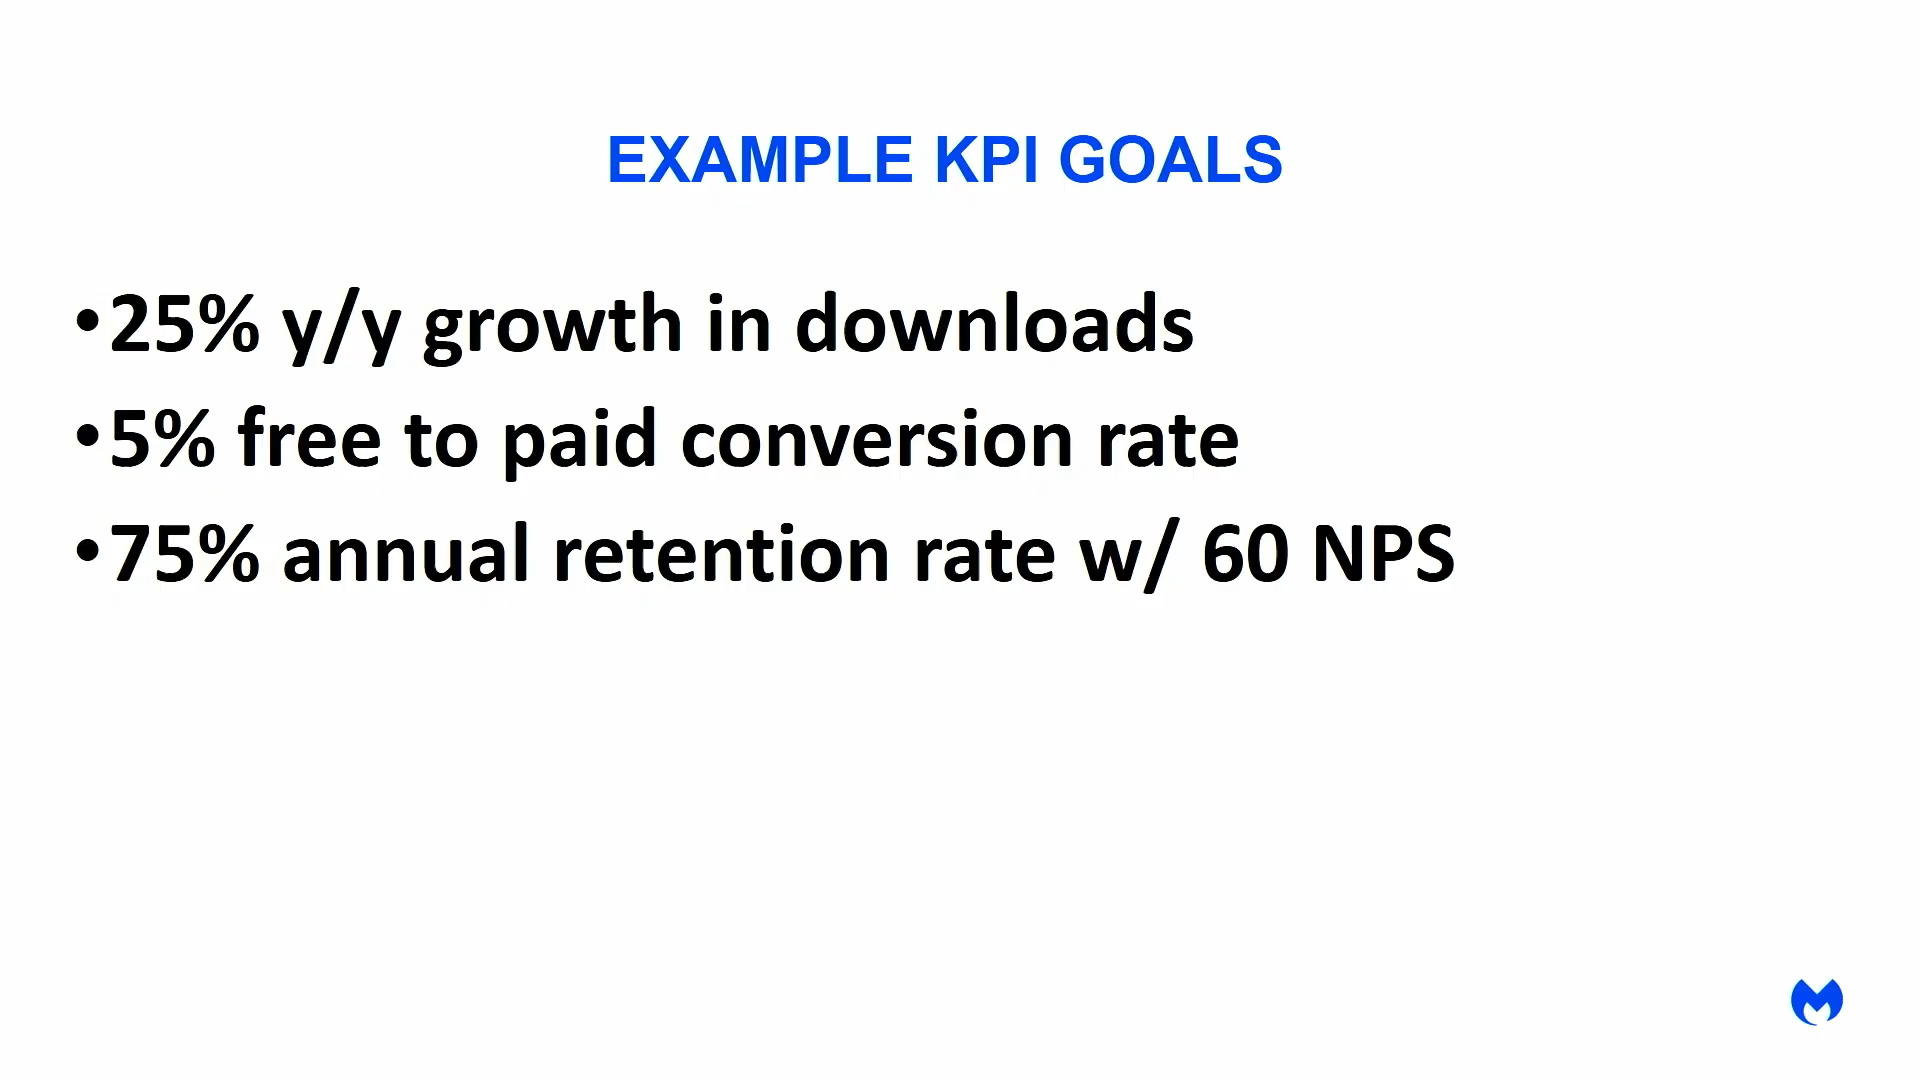 EXAMPLE KPI GOALS
•25% y/y growth in downloads
•5% free to paid conversion rate
•75% annual retention rate w/ 60 NPS